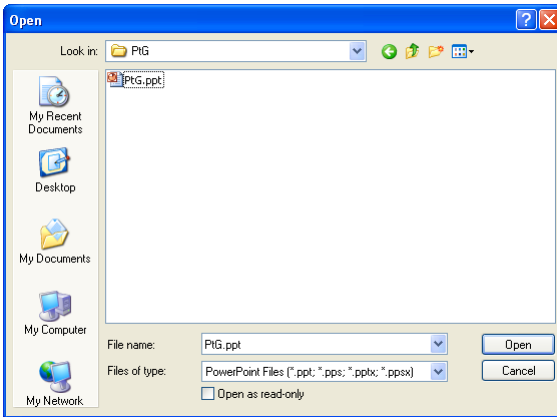 Open
Look in:
PtG
PtG.ppt
My Recent
Documents
Desktop
My Documents
My Computer
My Network
File name:
PtG.ppt
Open
Files of type:
PowerPoint Files (*.ppt; *.pps; *.pptx; *.ppsx)
Cancel
Open as read-only